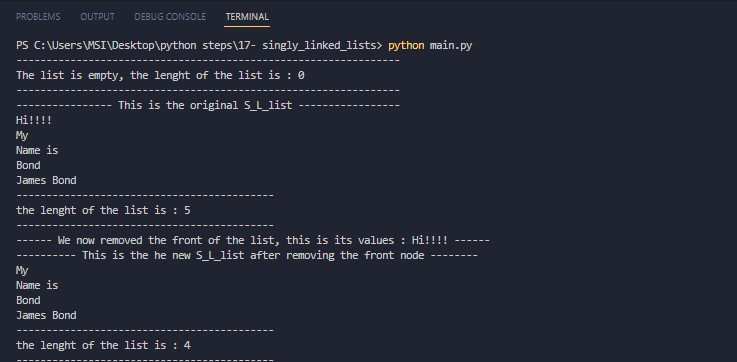 PROBLEMS OUTPUT DEBUG CONSOLE TERMINAL
PS C:\Users\MSI\Desktop\python steps\17- singly_linked_lists> python main.py
----------------------------------------------------------------
The list is empty, the lenght of the list is : 0
----------------------------------------------------------------
---------------- This is the original S_L_list -----------------
Hi!!!!
My
Name is
Bond
James Bond
-------------------------------------------
the lenght of the list is : 5
-------------------------------------------
------ We now removed the front of the list, this is its values : Hi!!!! ------
---------- This is the he new S_L_list after removing the front node --------
My
Name is
Bond
James Bond
-------------------------------------------
the lenght of the list is : 4
-------------------------------------------